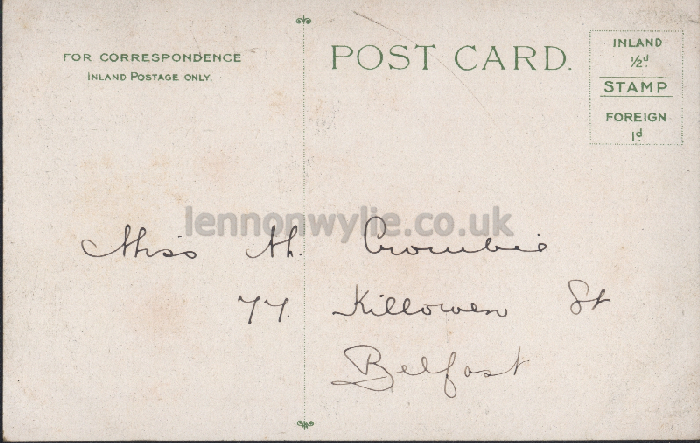 FOR CORRESPONDENCE
INLAND POSTAGE ONLY.
POST CARD.
INLAND
½d.
STAMP
FOREIGN
1d
lennonwylie.co.uk
Miss M. Crombie
77 Killowen St
Belfast